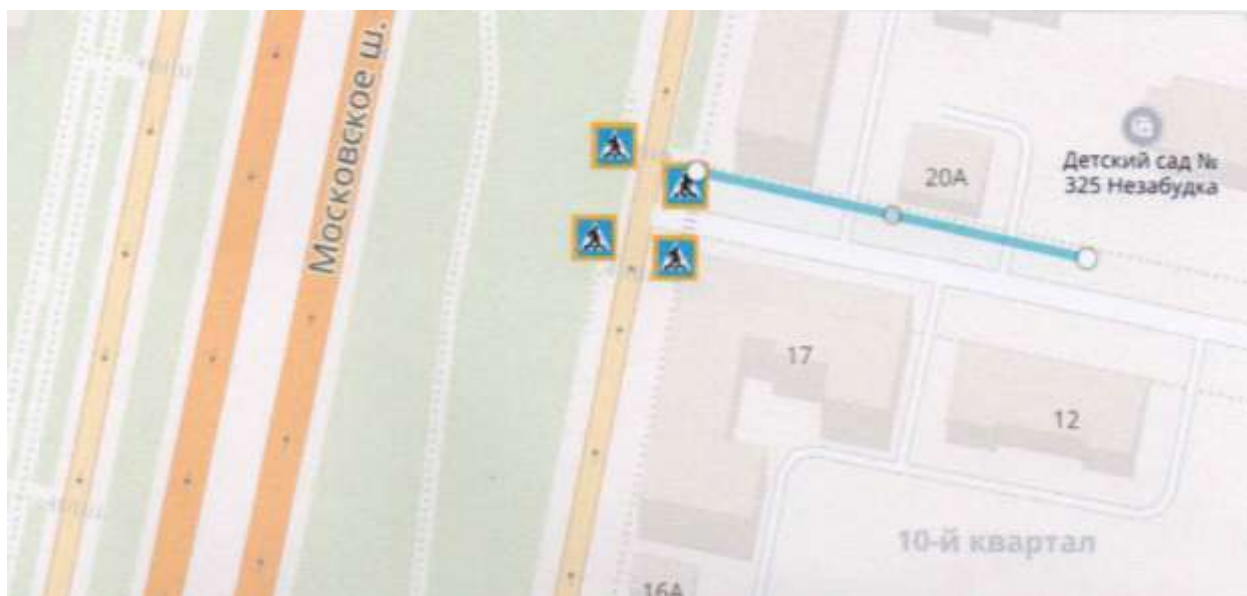 Московское ш.
20А
Детский сад №
325 Незабудка
17
12
10-й квартал
16А